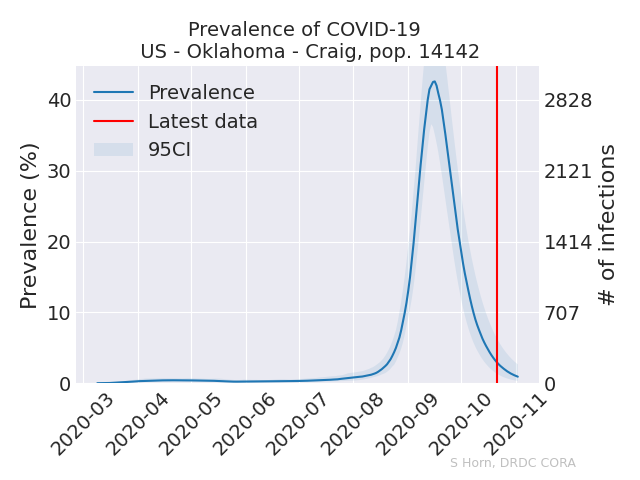 Prevalence of COVID-19
US - Oklahoma - Craig, pop. 14142
Prevalence
Latest data
95CI
Prevalence (%)
40
30
20
10
0
2828
2121
1414
707
0
# of infections
2020-03
2020-04
2020-05
2020-06
2020-07
2020-08
2020-09
2020-10
2020-11
S Horn, DRDC CORA